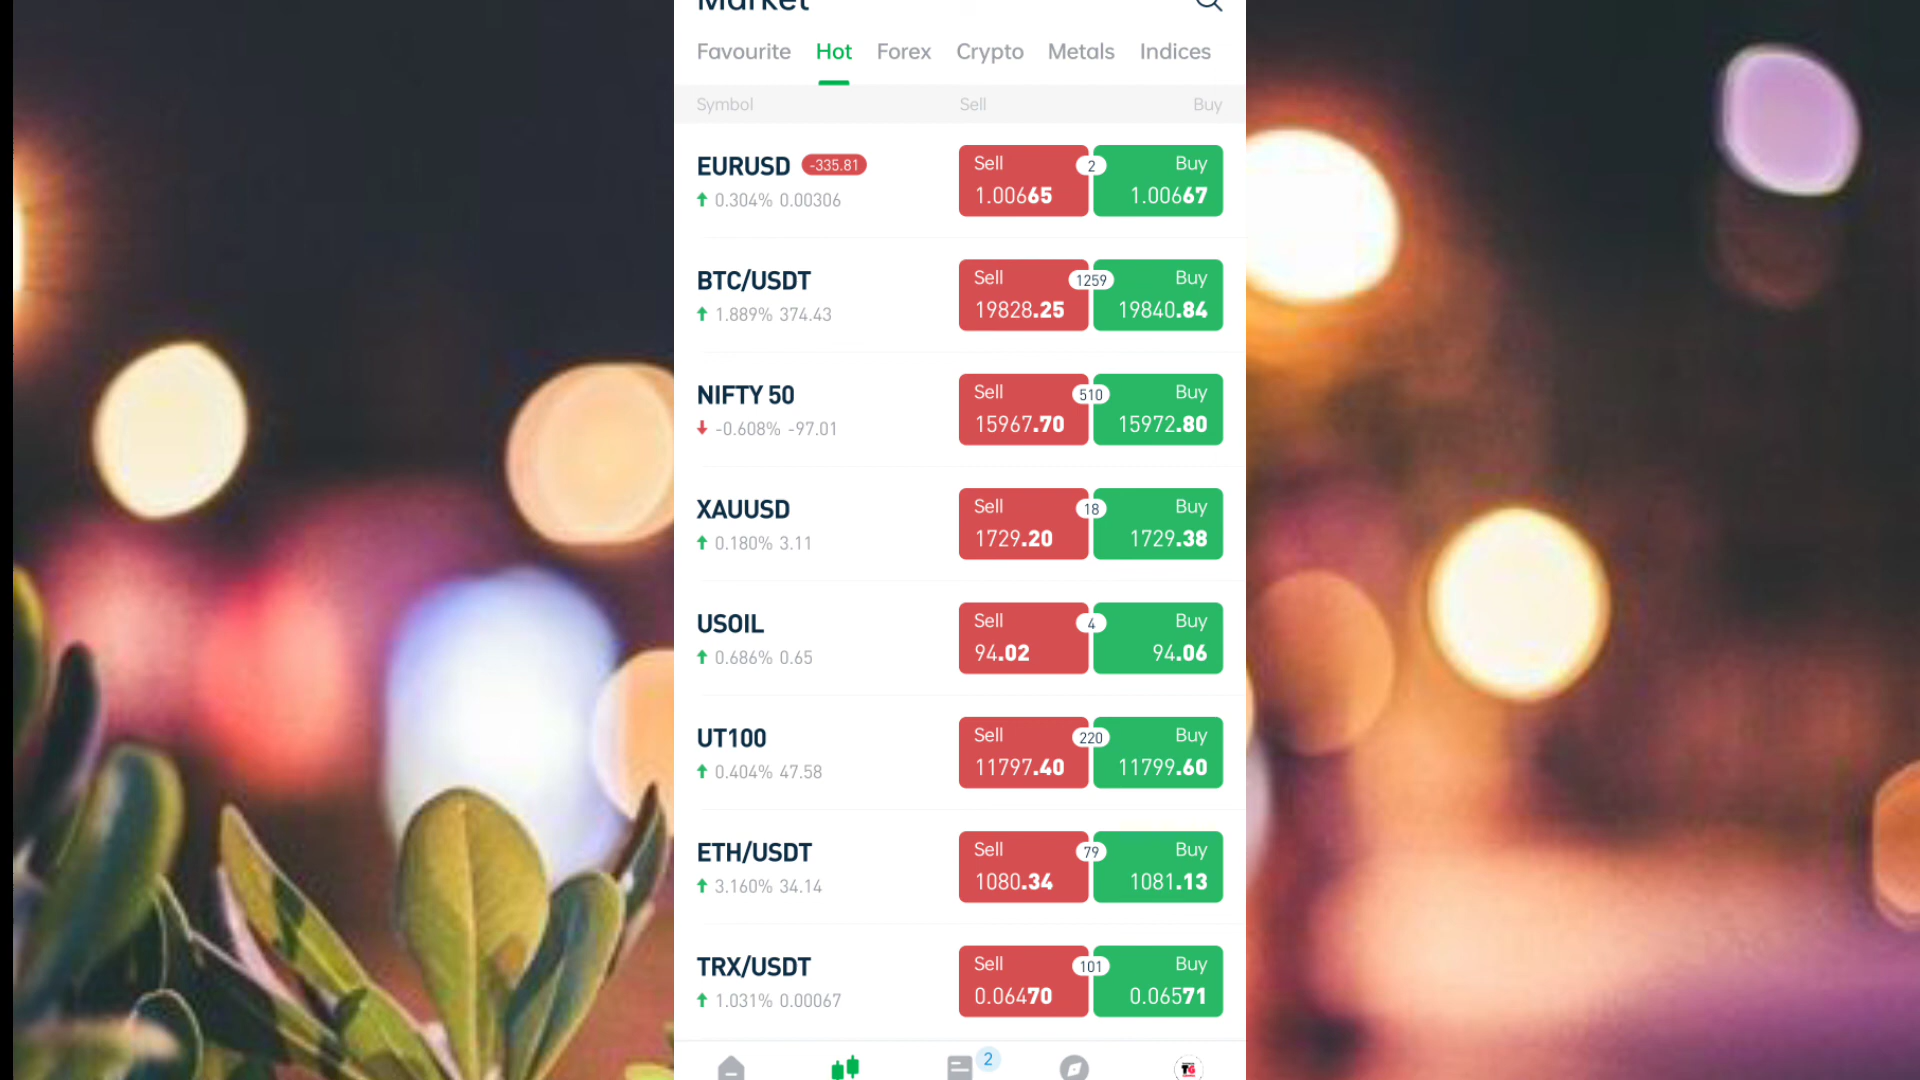 Market
Favourite Hot Forex Crypto Metals Indices
Symbol Sell Buy
EURUSD -335.81 Sell 2 Buy
0.304% 0.00306 1.00665 1.00667
BTC/USDT Sell 1259 Buy
1.889% 374.43 19828.25 19840.84
NIFTY 50 Sell 510 Buy
-0.608% -97.01 15967.70 15972.80
XAUUSD Sell 18 Buy
0.180% 3.11 1729.20 1729.38
USOIL Sell 4 Buy
0.686% 0.65 94.02 94.06
UT100 Sell 220 Buy
0.404% 47.58 11797.40 11799.60
ETH/USDT Sell 79 Buy
3.160% 34.14 1080.34 1081.13
TRX/USDT Sell 101 Buy
1.031% 0.00067 0.06470 0.06571
2
TG